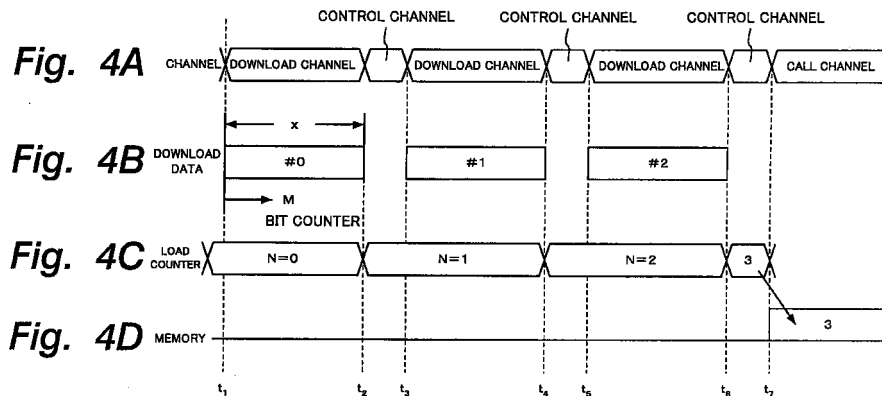 CONTROL CHANNEL CONTROL CHANNEL CONTROL CHANNEL
Fig. 4A CHANNEL DOWNLOAD CHANNEL DOWNLOAD CHANNEL DOWNLOAD CHANNEL CALL CHANNEL
x
Fig. 4B DOWNLOAD DATA #0 #1 #2
M
BIT COUNTER
Fig. 4C LOAD COUNTER N=0 N=1 N=2 3
Fig. 4D MEMORY 3
t1 t2 t3 t4 t5 t6 t7